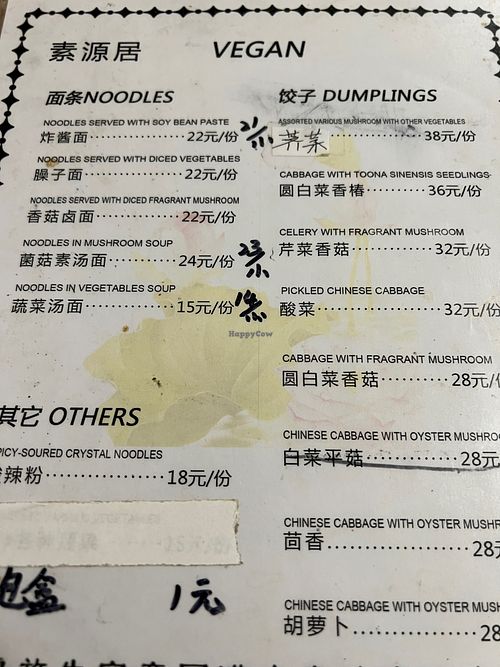 素源居 VEGAN
面条NOODLES
NOODLES SERVED WITH SOY BEAN PASTE
炸酱面··················22元/份
NOODLES SERVED WITH DICED VEGETABLES
臊子面··················22元/份
NOODLES SERVED WITH DICED FRAGRANT MUSHROOM
香菇卤面···············22元/份
NOODLES IN MUSHROOM SOUP
菌菇素汤面············24元/份
NOODLES IN VEGETABLES SOUP
蔬菜汤面···············15元/份
其它 OTHERS
PICY-SOURED CRYSTAL NOODLES
辣粉··················18元/份
包盒 1元
饺子 DUMPLINGS
ASSORTED VARIOUS MUSHROOM WITH OTHER VEGETABLES
荠菜 ··················38元/份
CABBAGE WITH TOONA SINENSIS SEEDLINGS
圆白菜香椿············36元/份
CELERY WITH FRAGRANT MUSHROOM
芹菜香菇···············32元/份
PICKLED CHINESE CABBAGE
酸菜·····················32元/份
CABBAGE WITH FRAGRANT MUSHROOM
圆白菜香菇············28元/
CHINESE CABBAGE WITH OYSTER MUSHROO
白菜平菇···············28元
CHINESE CABBAGE WITH OYSTER MUSHR
茴香·····················28元
CHINESE CABBAGE WITH OYSTER MUSH
胡萝卜··················28
HappyCow